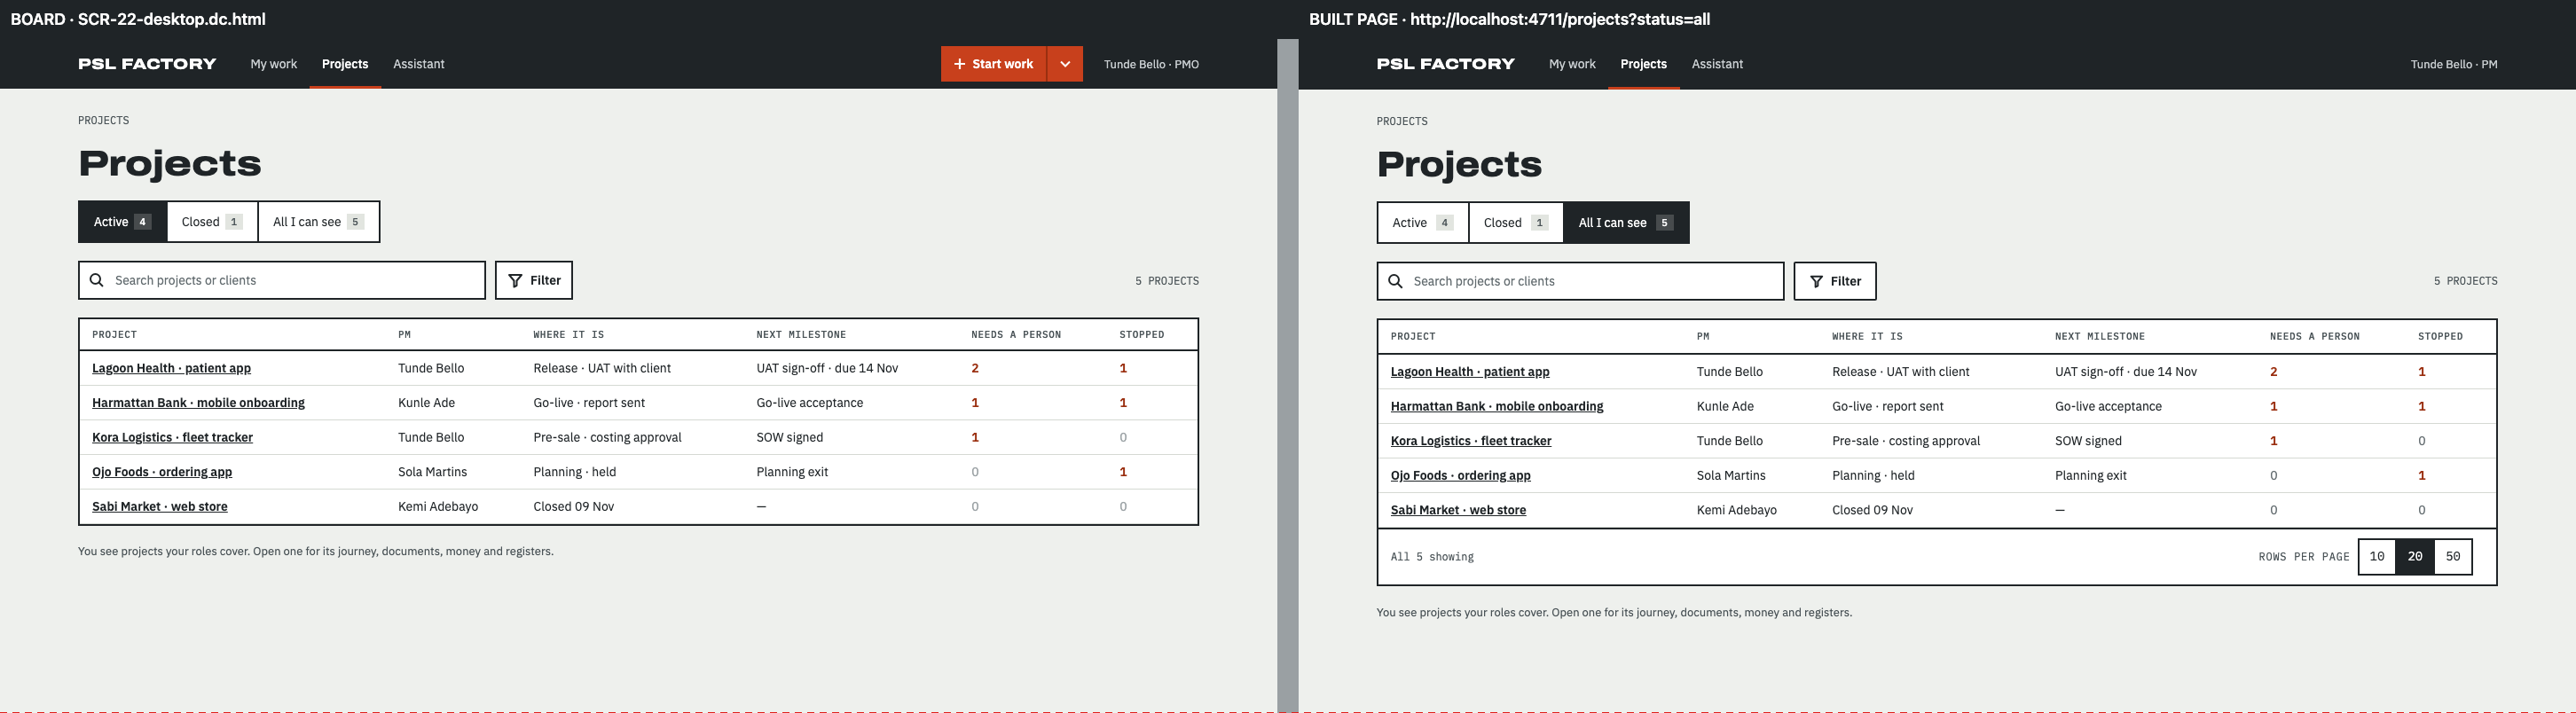 BOARD · SCR-22-desktop.dc.html
PSL FACTORY My work Projects Assistant + Start work Tunde Bello · PMO
PROJECTS
Projects
Active 4 Closed 1 All I can see 5
Search projects or clients Filter 5 PROJECTS
PROJECT PM WHERE IT IS NEXT MILESTONE NEEDS A PERSON STOPPED
Lagoon Health · patient app Tunde Bello Release · UAT with client UAT sign-off · due 14 Nov 2 1
Harmattan Bank · mobile onboarding Kunle Ade Go-live · report sent Go-live acceptance 1 1
Kora Logistics · fleet tracker Tunde Bello Pre-sale · costing approval SOW signed 1 0
Ojo Foods · ordering app Sola Martins Planning · held Planning exit 0 1
Sabi Market · web store Kemi Adebayo Closed 09 Nov — 0 0
You see projects your roles cover. Open one for its journey, documents, money and registers.
BUILT PAGE · http://localhost:4711/projects?status=all
PSL FACTORY My work Projects Assistant Tunde Bello · PM
PROJECTS
Projects
Active 4 Closed 1 All I can see 5
Search projects or clients Filter 5 PROJECTS
PROJECT PM WHERE IT IS NEXT MILESTONE NEEDS A PERSON STOPPED
Lagoon Health · patient app Tunde Bello Release · UAT with client UAT sign-off · due 14 Nov 2 1
Harmattan Bank · mobile onboarding Kunle Ade Go-live · report sent Go-live acceptance 1 1
Kora Logistics · fleet tracker Tunde Bello Pre-sale · costing approval SOW signed 1 0
Ojo Foods · ordering app Sola Martins Planning · held Planning exit 0 1
Sabi Market · web store Kemi Adebayo Closed 09 Nov — 0 0
All 5 showing ROWS PER PAGE 10 20 50
You see projects your roles cover. Open one for its journey, documents, money and registers.